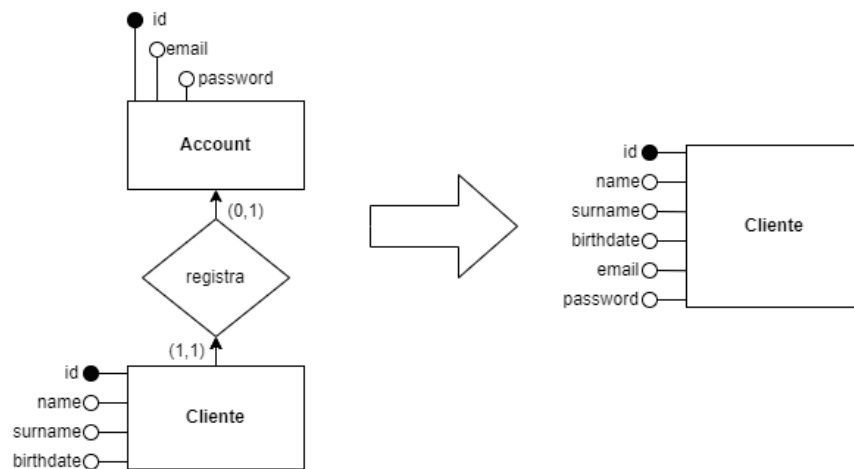 id
email
password
Account
(0,1)
registra
(1,1)
id
name
surname
birthdate
Cliente
id
name
surname
birthdate
email
password
Cliente